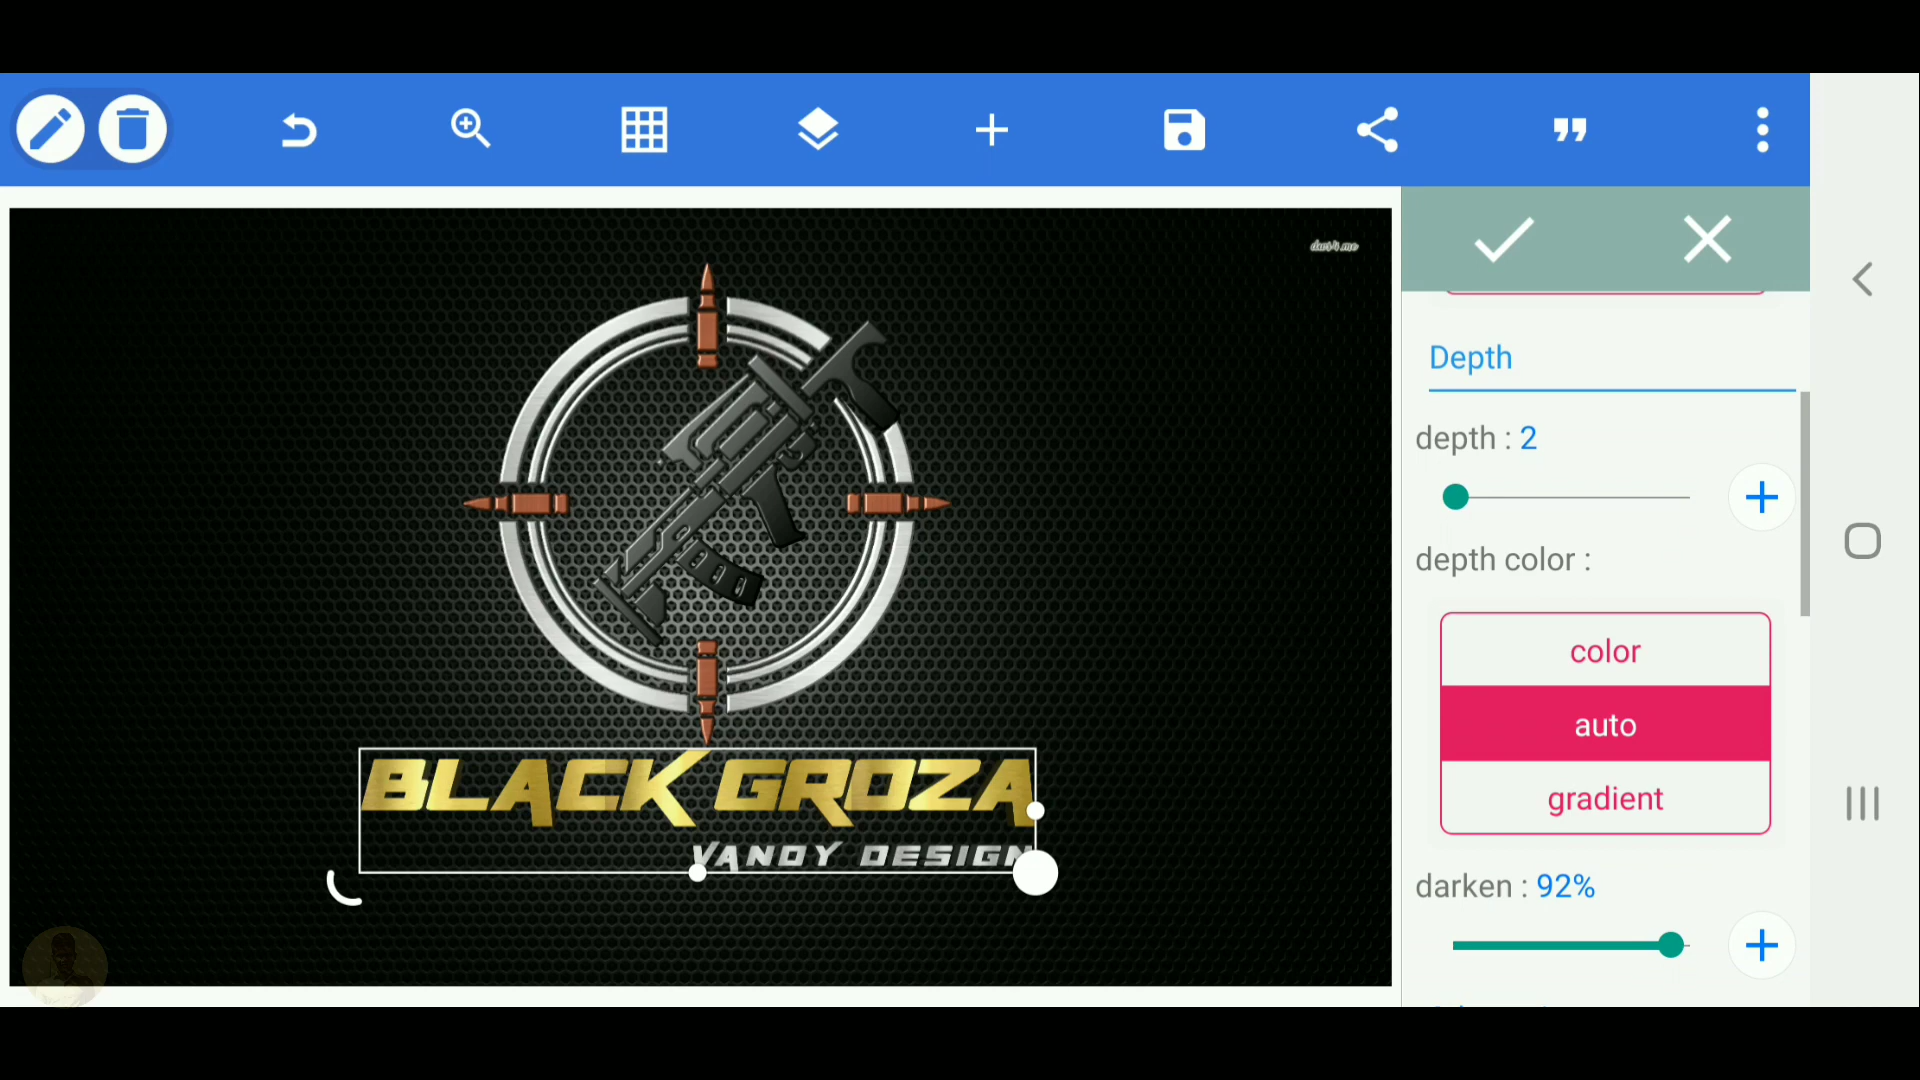 Depth
depth : 2
depth color :
color
auto
gradient
darken : 92%
BLACK GROZA
VANDY DESIGN